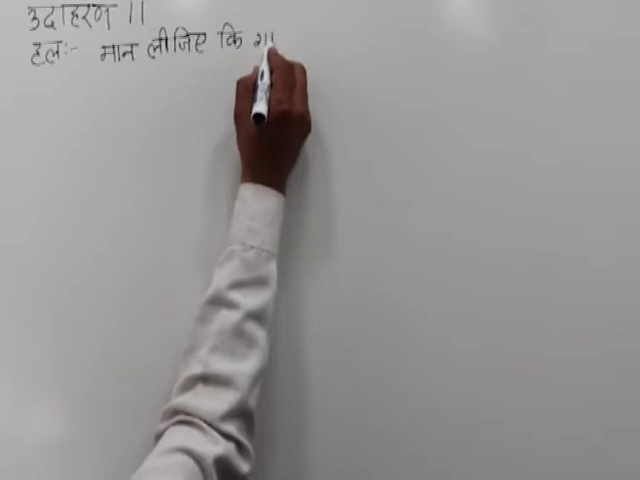 उदाहरण 11
हलः- मान लीजिए कि